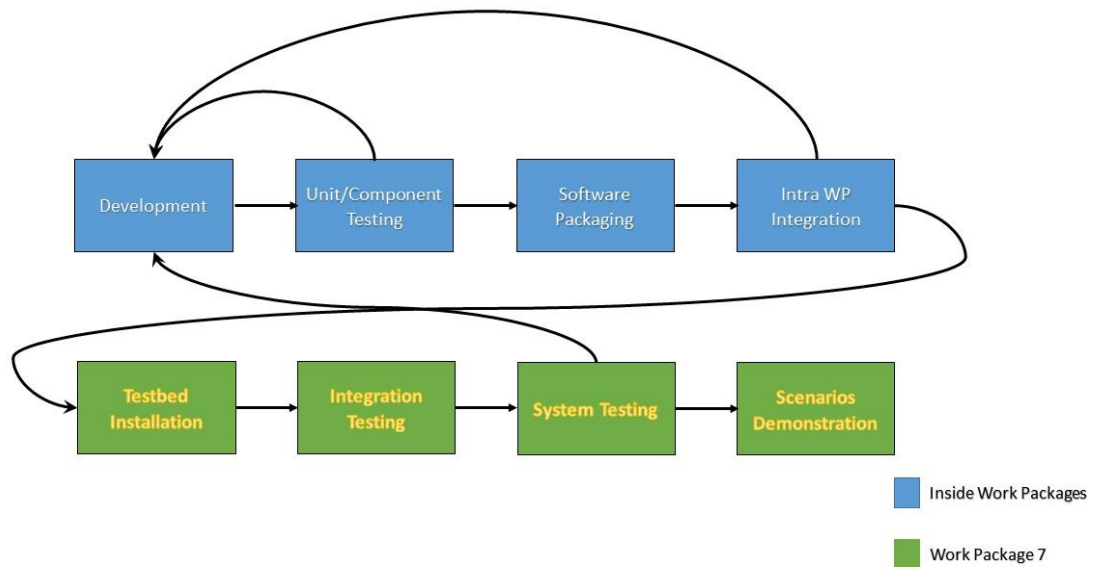 Development
Unit/Component
Testing
Software
Packaging
Intra WP
Integration
Testbed
Installation
Integration
Testing
System Testing
Scenarios
Demonstration
Inside Work Packages
Work Package 7